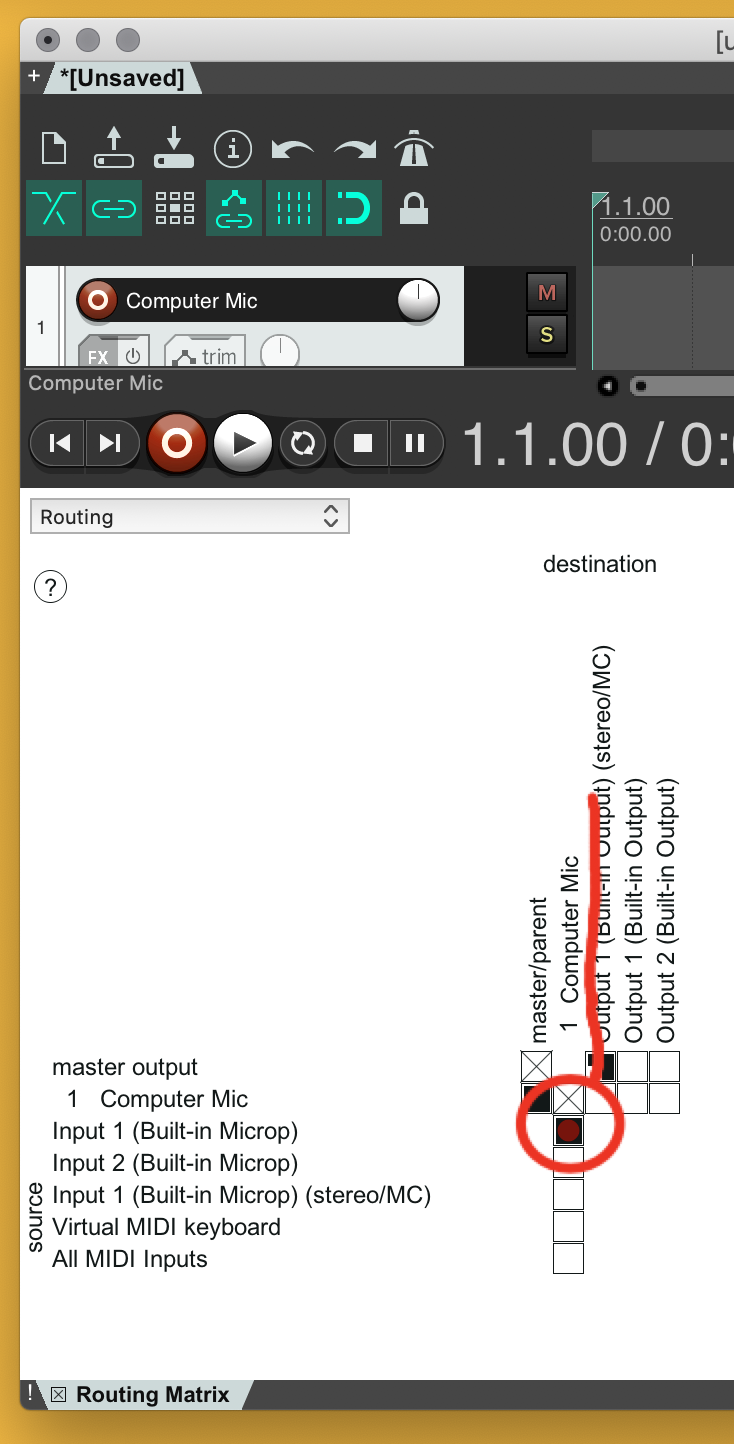 [u
+ *[Unsaved]
1.1.00
0:00.00
1
Computer Mic
M
FX
trim
S
Computer Mic
1.1.00 / 0:
Routing
destination
?
master/parent
1 Computer Mic
Output 1 (Built-in Output) (stereo/MC)
Output 1 (Built-in Output)
Output 2 (Built-in Output)
source
master output
1 Computer Mic
Input 1 (Built-in Microp)
Input 2 (Built-in Microp)
Input 1 (Built-in Microp) (stereo/MC)
Virtual MIDI keyboard
All MIDI Inputs
! Routing Matrix